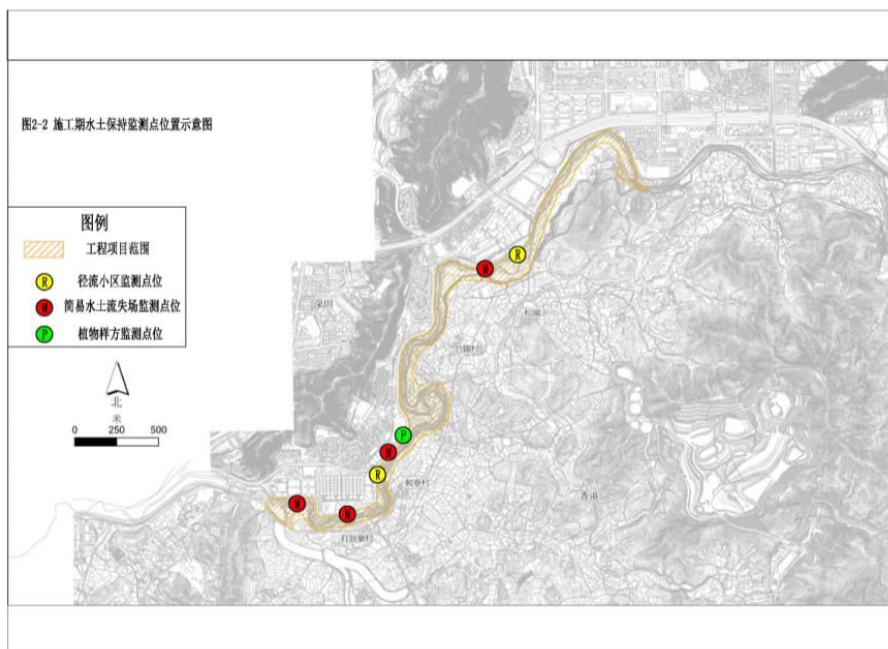 图2-2 施工期水土保持监测点位置示意图
图例
工程项目范围
R 径流小区监测点位
W 简易水土流失场监测点位
P 植物样方监测点位
北
米
0 250 500
深圳
R
W
竹园村
P
W
R
香港
W
W